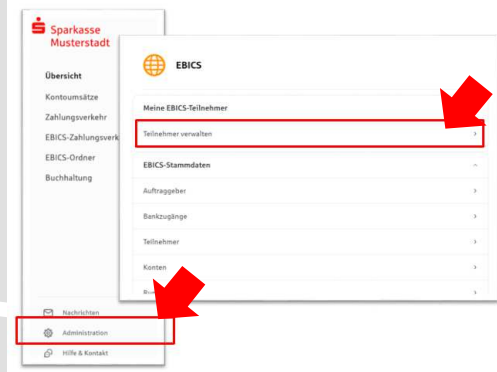 Sparkasse
Musterstadt
Übersicht
Kontoumsätze
Zahlungsverkehr
EBICS-Zahlungsverk
EBICS-Ordner
Buchhaltung
Nachrichten
Administration
Hilfe & Kontakt
EBICS
Meine EBICS-Teilnehmer
Teilnehmer verwalten
EBICS-Stammdaten
Auftraggeber
Bankzugänge
Teilnehmer
Konten